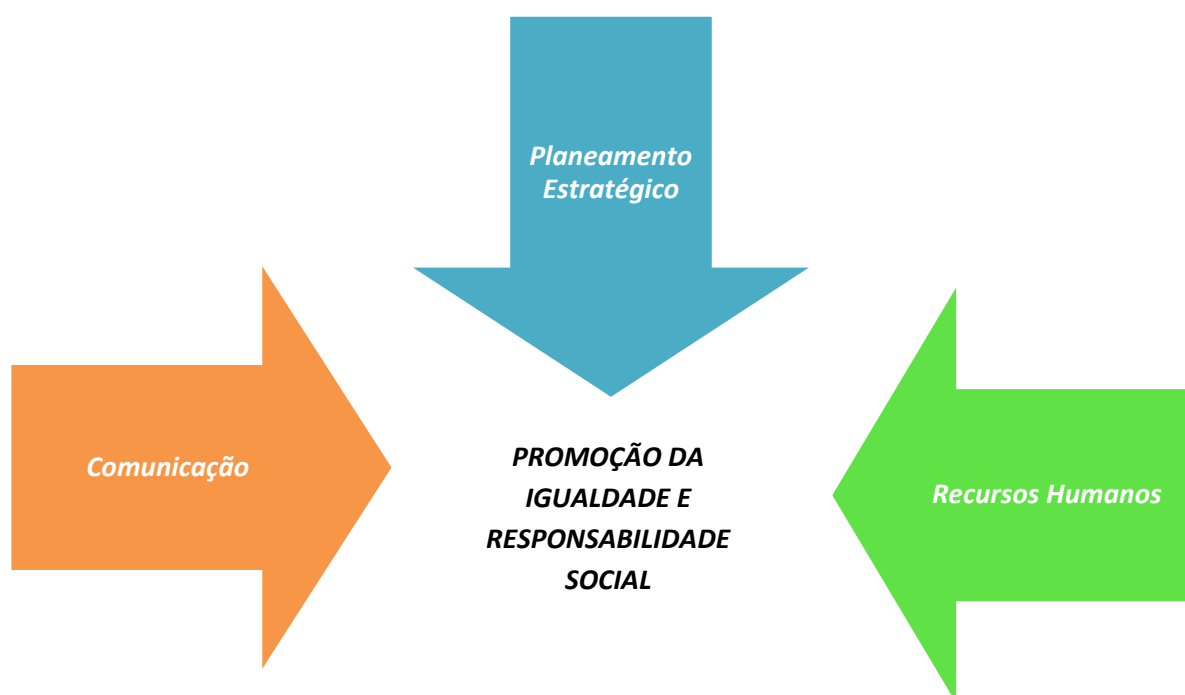 Planeamento
Estratégico
Comunicação
PROMOÇÃO DA
IGUALDADE E
RESPONSABILIDADE
SOCIAL
Recursos Humanos